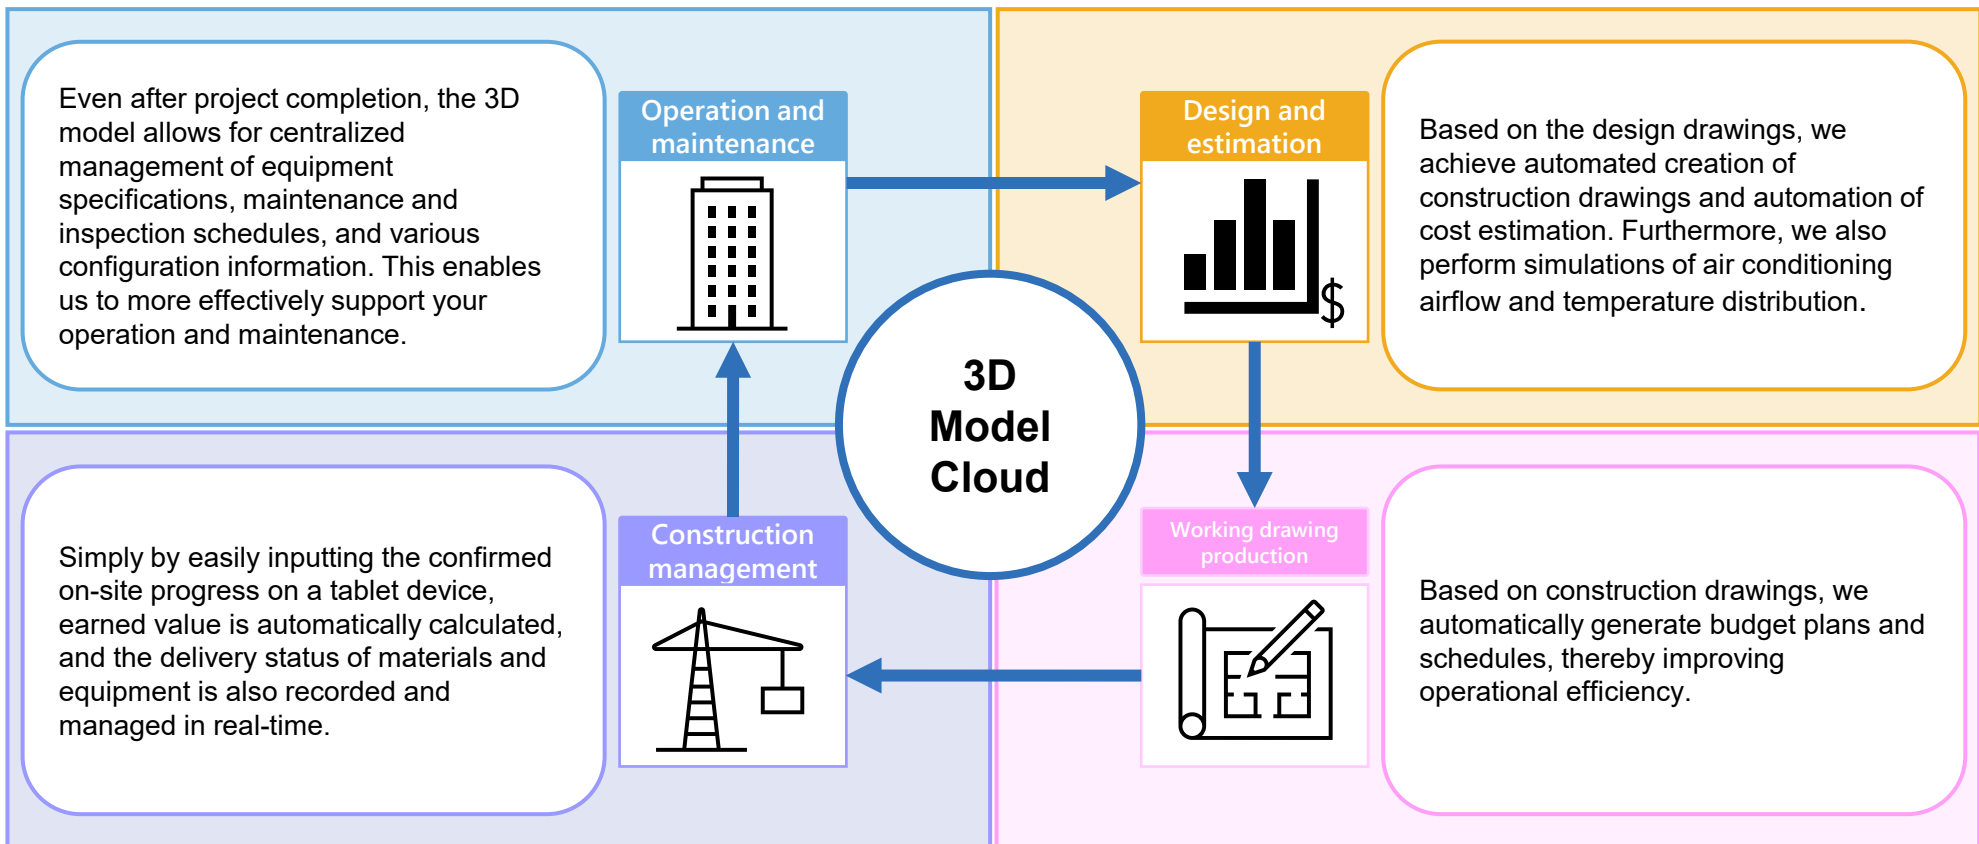 Even after project completion, the 3D
model allows for centralized
management of equipment
specifications, maintenance and
inspection schedules, and various
configuration information. This enables
us to more effectively support your
operation and maintenance.
Operation and
maintenance
Design and
estimation
$
Based on the design drawings, we
achieve automated creation of
construction drawings and automation of
cost estimation. Furthermore, we also
perform simulations of air conditioning
airflow and temperature distribution.
3D
Model
Cloud
Simply by easily inputting the confirmed
on-site progress on a tablet device,
earned value is automatically calculated,
and the delivery status of materials and
equipment is also recorded and
managed in real-time.
Construction
management
Working drawing
production
Based on construction drawings, we
automatically generate budget plans and
schedules, thereby improving
operational efficiency.